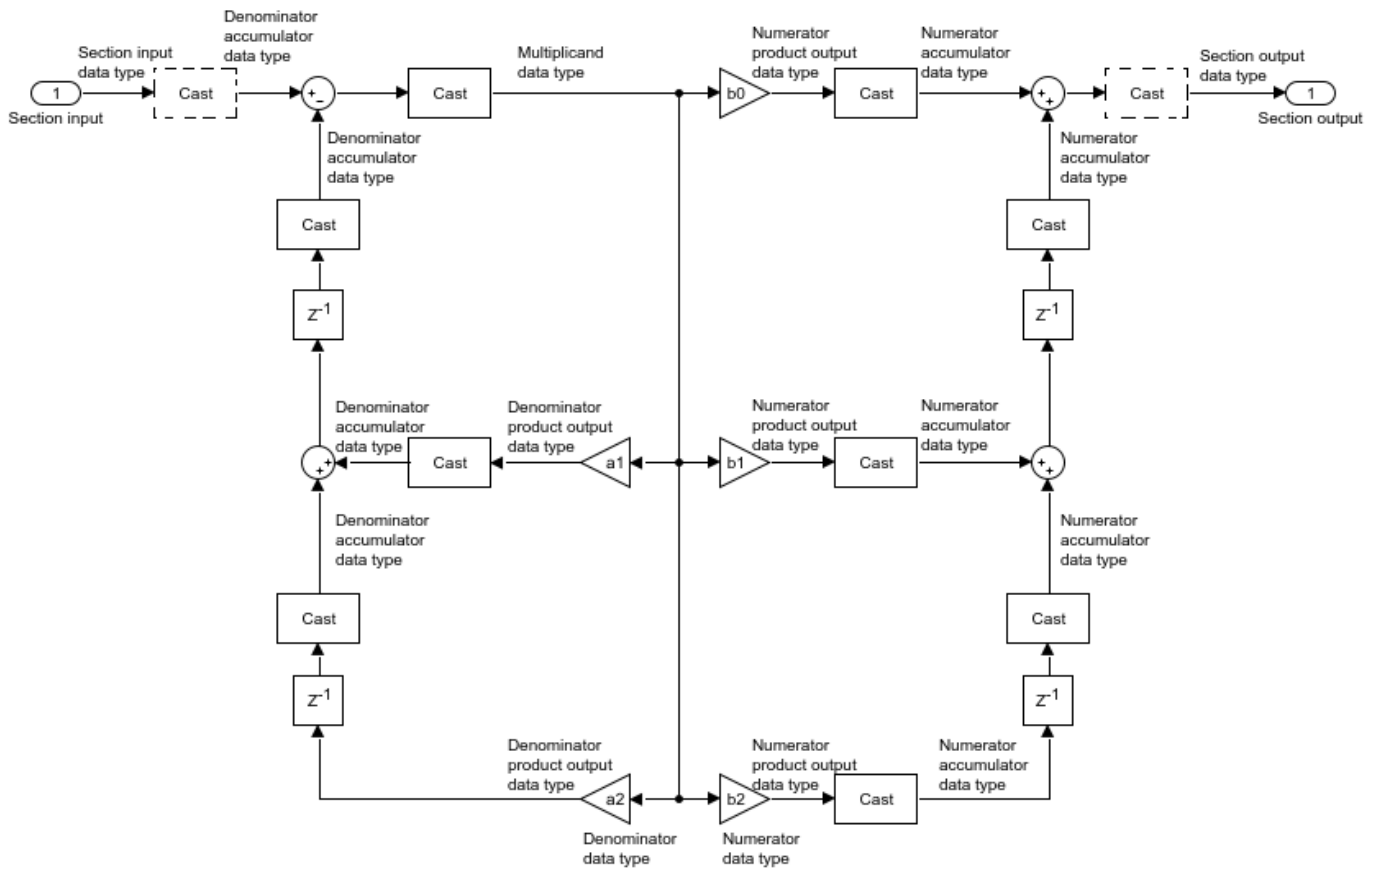 Denominator
accumulator
data type
Section input
data type
Multiplicand
data type
Numerator
product output
data type
Numerator
accumulator
data type
Section output
data type
1
Cast
+
−
Cast
b0
Cast
+
+
Cast
1
Section input
Section output
Denominator
accumulator
data type
Numerator
accumulator
data type
Cast
Cast
z-1
z-1
Denominator
accumulator
data type
Denominator
product output
data type
Numerator
product output
data type
Numerator
accumulator
data type
+
+
Cast
a1
b1
Cast
+
+
Denominator
accumulator
data type
Numerator
accumulator
data type
Cast
Cast
z-1
z-1
Denominator
product output
data type
Numerator
product output
data type
Numerator
accumulator
data type
a2
b2
Cast
Denominator
data type
Numerator
data type